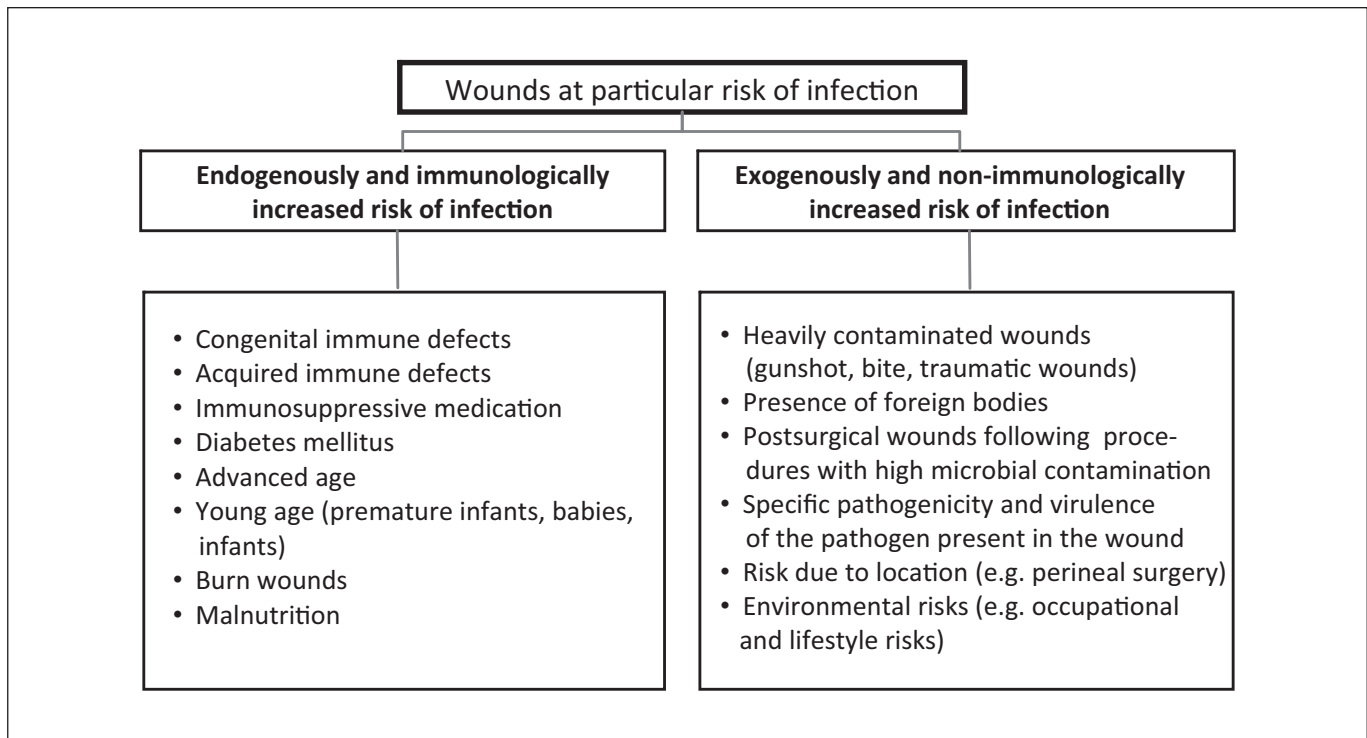 Wounds at particular risk of infection
Endogenously and immunologically
increased risk of infection
Exogenously and non-immunologically
increased risk of infection
• Congenital immune defects
• Acquired immune defects
• Immunosuppressive medication
• Diabetes mellitus
• Advanced age
• Young age (premature infants, babies,
infants)
• Burn wounds
• Malnutrition
• Heavily contaminated wounds
(gunshot, bite, traumatic wounds)
• Presence of foreign bodies
• Postsurgical wounds following proce-
dures with high microbial contamination
• Specific pathogenicity and virulence
of the pathogen present in the wound
• Risk due to location (e.g. perineal surgery)
• Environmental risks (e.g. occupational
and lifestyle risks)